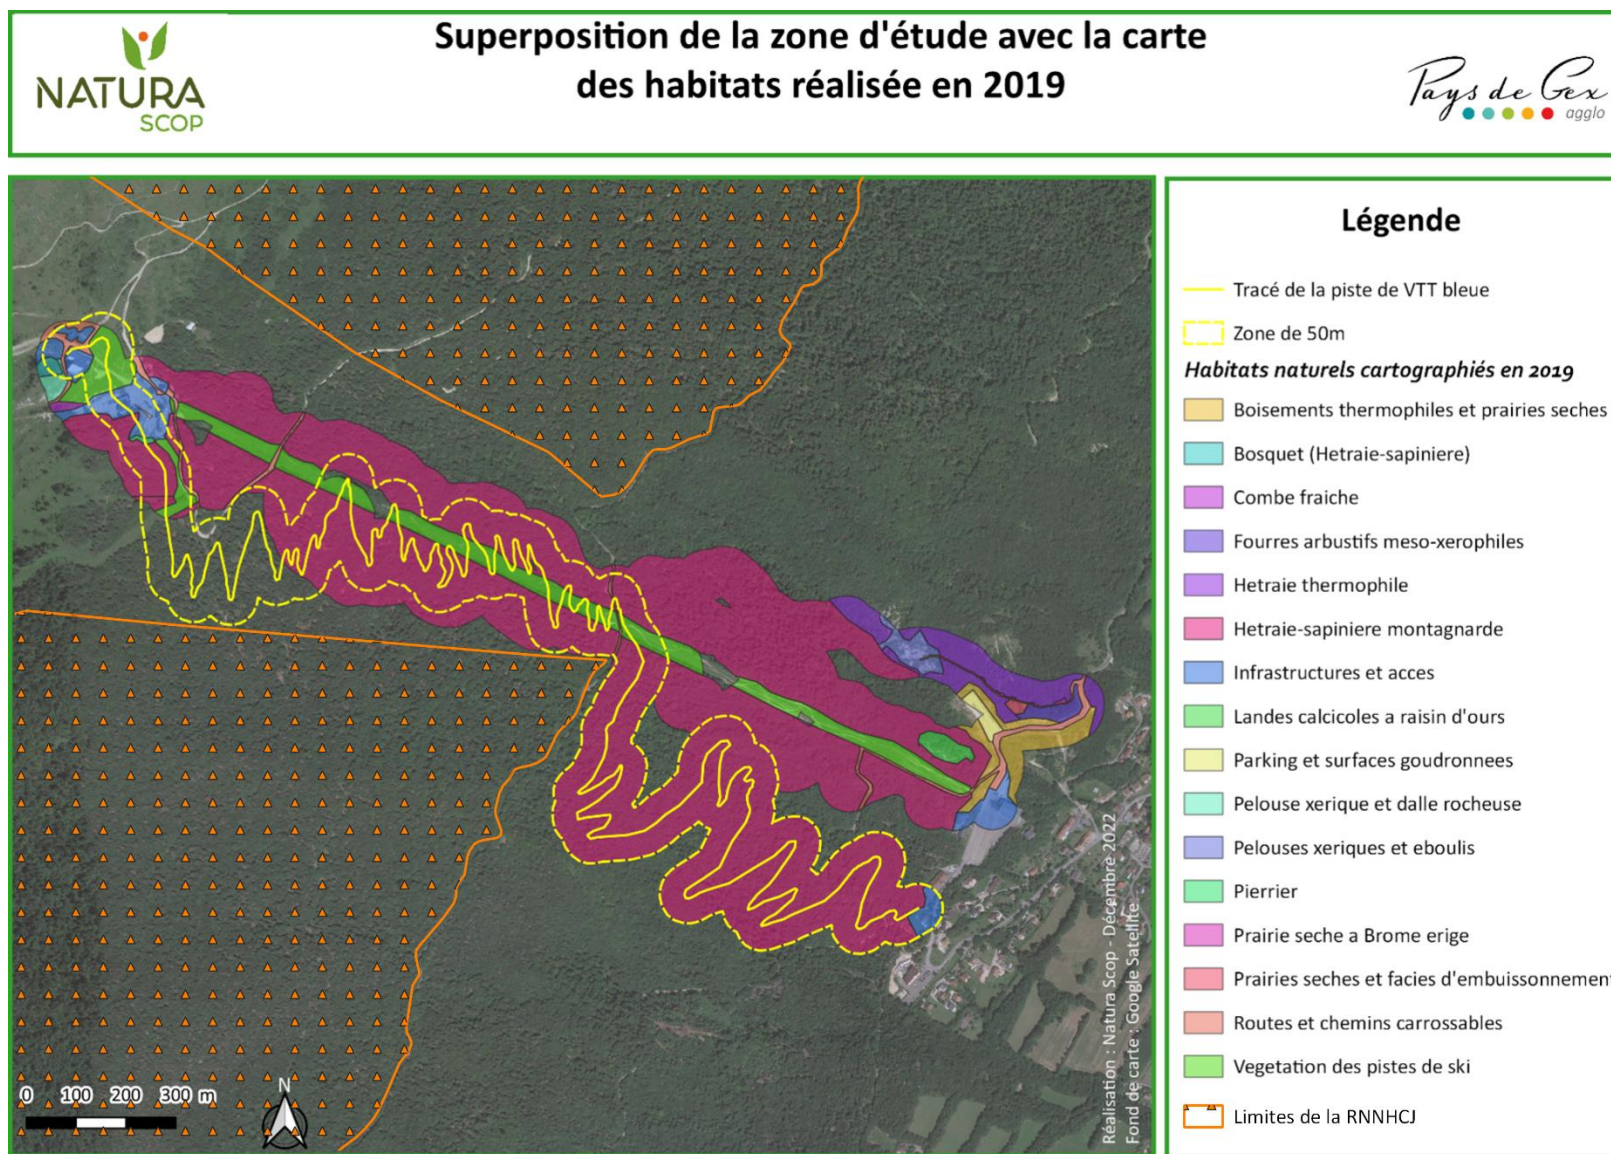 NATURA
SCOP
Superposition de la zone d'étude avec la carte
des habitats réalisée en 2019
Pays de Gex
agglo
Légende
Tracé de la piste de VTT bleue
Zone de 50m
Habitats naturels cartographiés en 2019
Boisements thermophiles et prairies seches
Bosquet (Hetraie-sapiniere)
Combe fraiche
Fourres arbustifs meso-xerophiles
Hetraie thermophile
Hetraie-sapiniere montagnarde
Infrastructures et acces
Landes calcicoles a raisin d'ours
Parking et surfaces goudronnees
Pelouse xerique et dalle rocheuse
Pelouses xeriques et eboulis
Pierrier
Prairie seche a Brome erige
Prairies seches et facies d'embuissonnement
Routes et chemins carrossables
Vegetation des pistes de ski
Limites de la RNNHCJ
0 100 200 300 m
N
Réalisation : Natura Scop - Décembre 2022
Fond de carte : Google Satellite